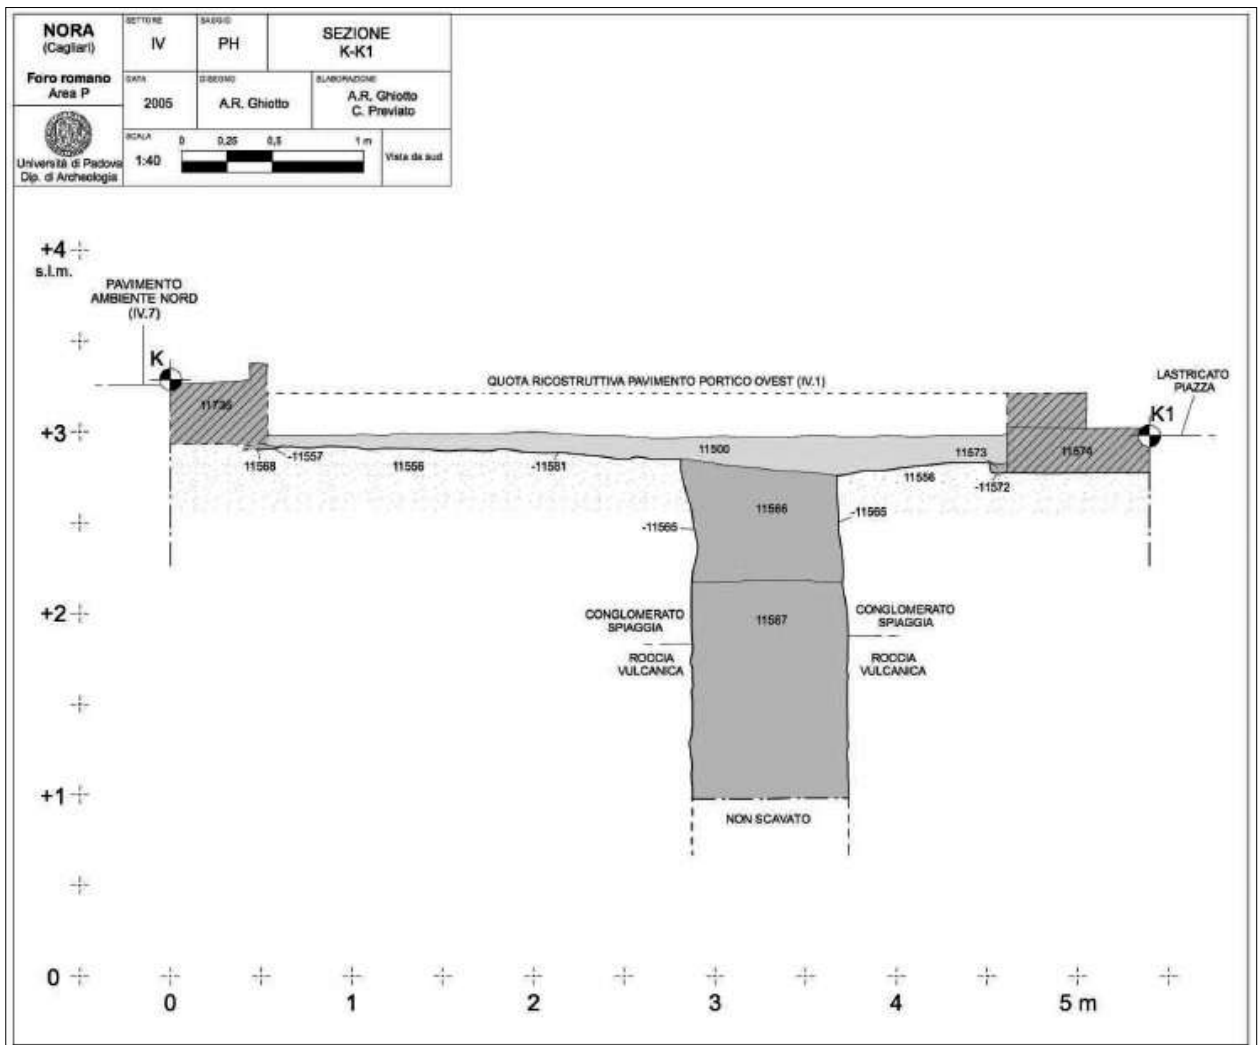 NORA
(Cagliari)
Foro romano
Area P
Università di Padova
Dip. di Archeologia
SETTORE
IV
SAGGIO
PH
SEZIONE
K-K1
DATA
2005
DISEGNO
A.R. Ghiotto
ELABORAZIONE
A.R. Ghiotto
C. Previato
SCALA
1:40
0 0,25 0,5 1 m
Vista da sud
+4
s.l.m.
PAVIMENTO
AMBIENTE NORD
(IV.7)
K
QUOTA RICOSTRUTTIVA PAVIMENTO PORTICO OVEST (IV.1)
LASTRICATO
PIAZZA
K1
11735
+3
11500
11573
11574
-11557
11568
11556
-11581
11556
-11572
11566
-11565
-11565
+2
CONGLOMERATO
SPIAGGIA
11567
CONGLOMERATO
SPIAGGIA
ROCCIA
VULCANICA
ROCCIA
VULCANICA
+1
NON SCAVATO
0
0 1 2 3 4 5 m